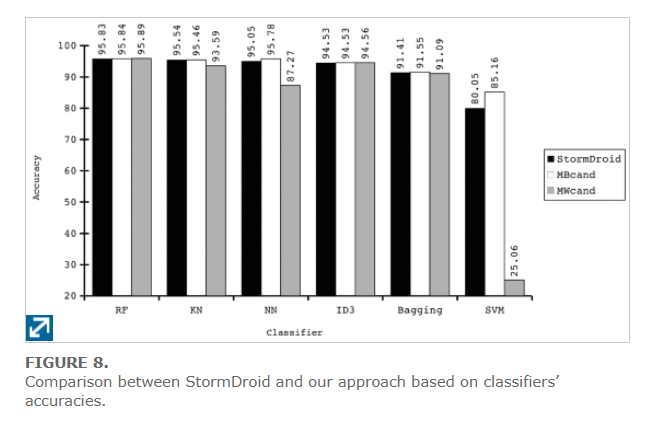 95.83 95.84 95.89 95.54 95.46 93.59 95.05 95.78 87.27 94.53 94.53 94.56 91.41 91.55 91.09 80.05 85.16 25.06
100
90
80
70
60
50
40
30
20
Accuracy
RF KN NN ID3 Bagging SVM
Classifier
StormDroid
MBcand
MWcand
FIGURE 8.
Comparison between StormDroid and our approach based on classifiers’
accuracies.